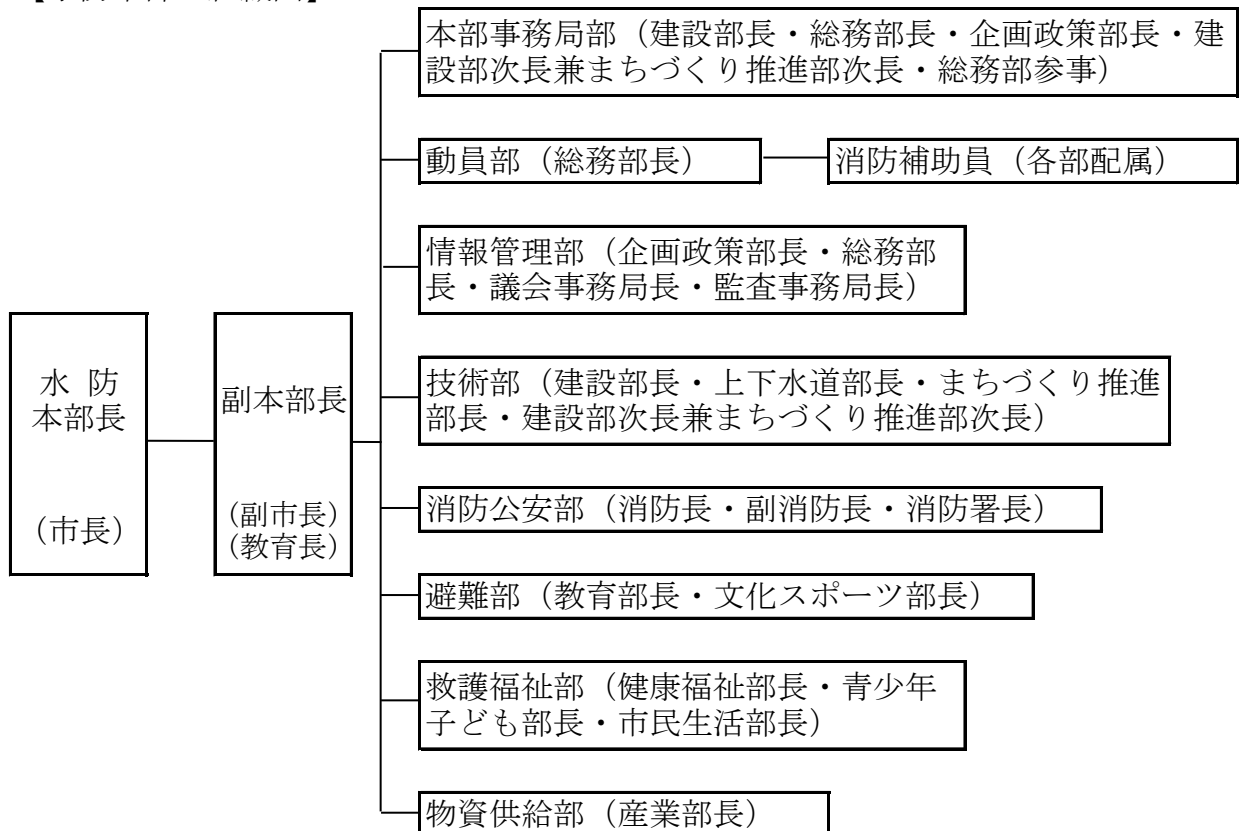 本部事務局部（建設部長・総務部長・企画政策部長・建
設部次長兼まちづくり推進部次長・総務部参事）
動員部（総務部長）
消防補助員（各部配属）
情報管理部（企画政策部長・総務部
長・議会事務局長・監査事務局長）
水 防
本部長
（市長）
副本部長
（副市長）
（教育長）
技術部（建設部長・上下水道部長・まちづくり推進
部長・建設部次長兼まちづくり推進部次長）
消防公安部（消防長・副消防長・消防署長）
避難部（教育部長・文化スポーツ部長）
救護福祉部（健康福祉部長・青少年
子ども部長・市民生活部長）
物資供給部（産業部長）